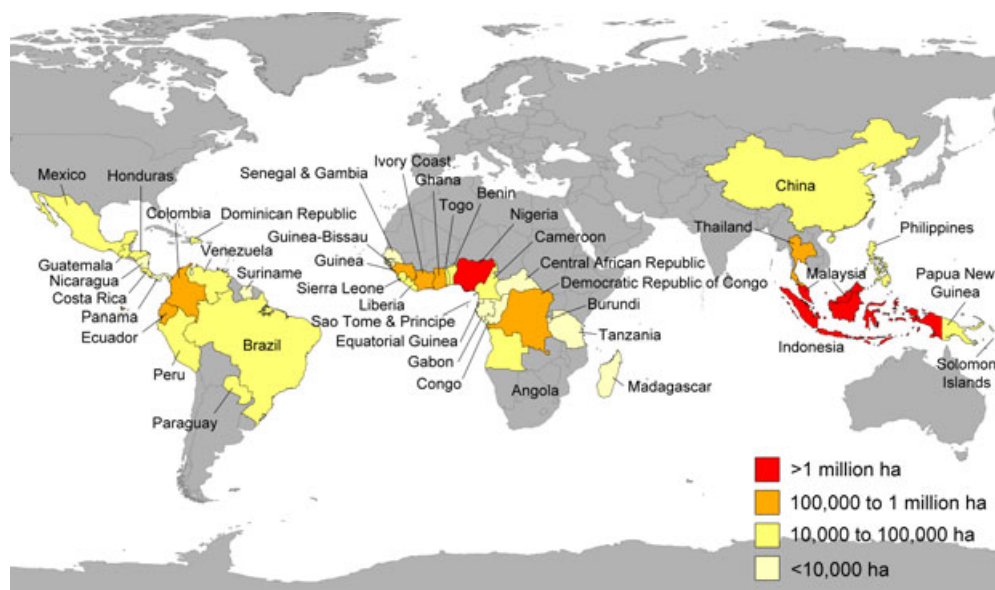 Mexico
Honduras
Colombia
Dominican Republic
Venezuela
Suriname
Guatemala
Nicaragua
Costa Rica
Panama
Ecuador
Peru
Brazil
Paraguay
Senegal & Gambia
Ivory Coast
Ghana
Togo
Benin
Nigeria
Cameroon
Guinea-Bissau
Guinea
Sierra Leone
Liberia
Sao Tome & Principe
Equatorial Guinea
Gabon
Congo
Central African Republic
Democratic Republic of Congo
Burundi
Tanzania
Angola
Madagascar
China
Thailand
Philippines
Malaysia
Papua New
Guinea
Indonesia
Solomon
Islands
>1 million ha
100,000 to 1 million ha
10,000 to 100,000 ha
<10,000 ha